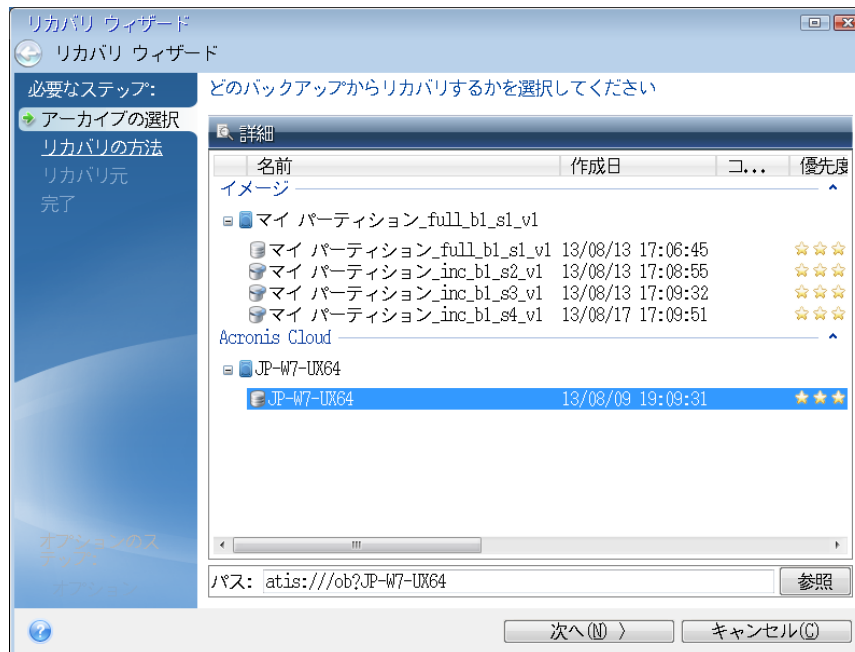 リカバリ ウィザード
リカバリ ウィザード
必要なステップ:
アーカイブの選択
リカバリの方法
リカバリ元
完了
どのバックアップからリカバリするかを選択してください
詳細
名前 作成日 コ... 優先度
イメージ
マイ パーティション_full_b1_s1_v1
マイ パーティション_full_b1_s1_v1 13/08/13 17:06:45
マイ パーティション_inc_b1_s2_v1 13/08/13 17:08:55
マイ パーティション_inc_b1_s3_v1 13/08/13 17:09:32
マイ パーティション_inc_b1_s4_v1 13/08/17 17:09:51
Acronis Cloud
JP-W7-UX64
JP-W7-UX64 13/08/09 19:09:31
オプションのス
パス: atis:///ob?JP-W7-UX64 参照
次へ(N) 〉 キャンセル(C)